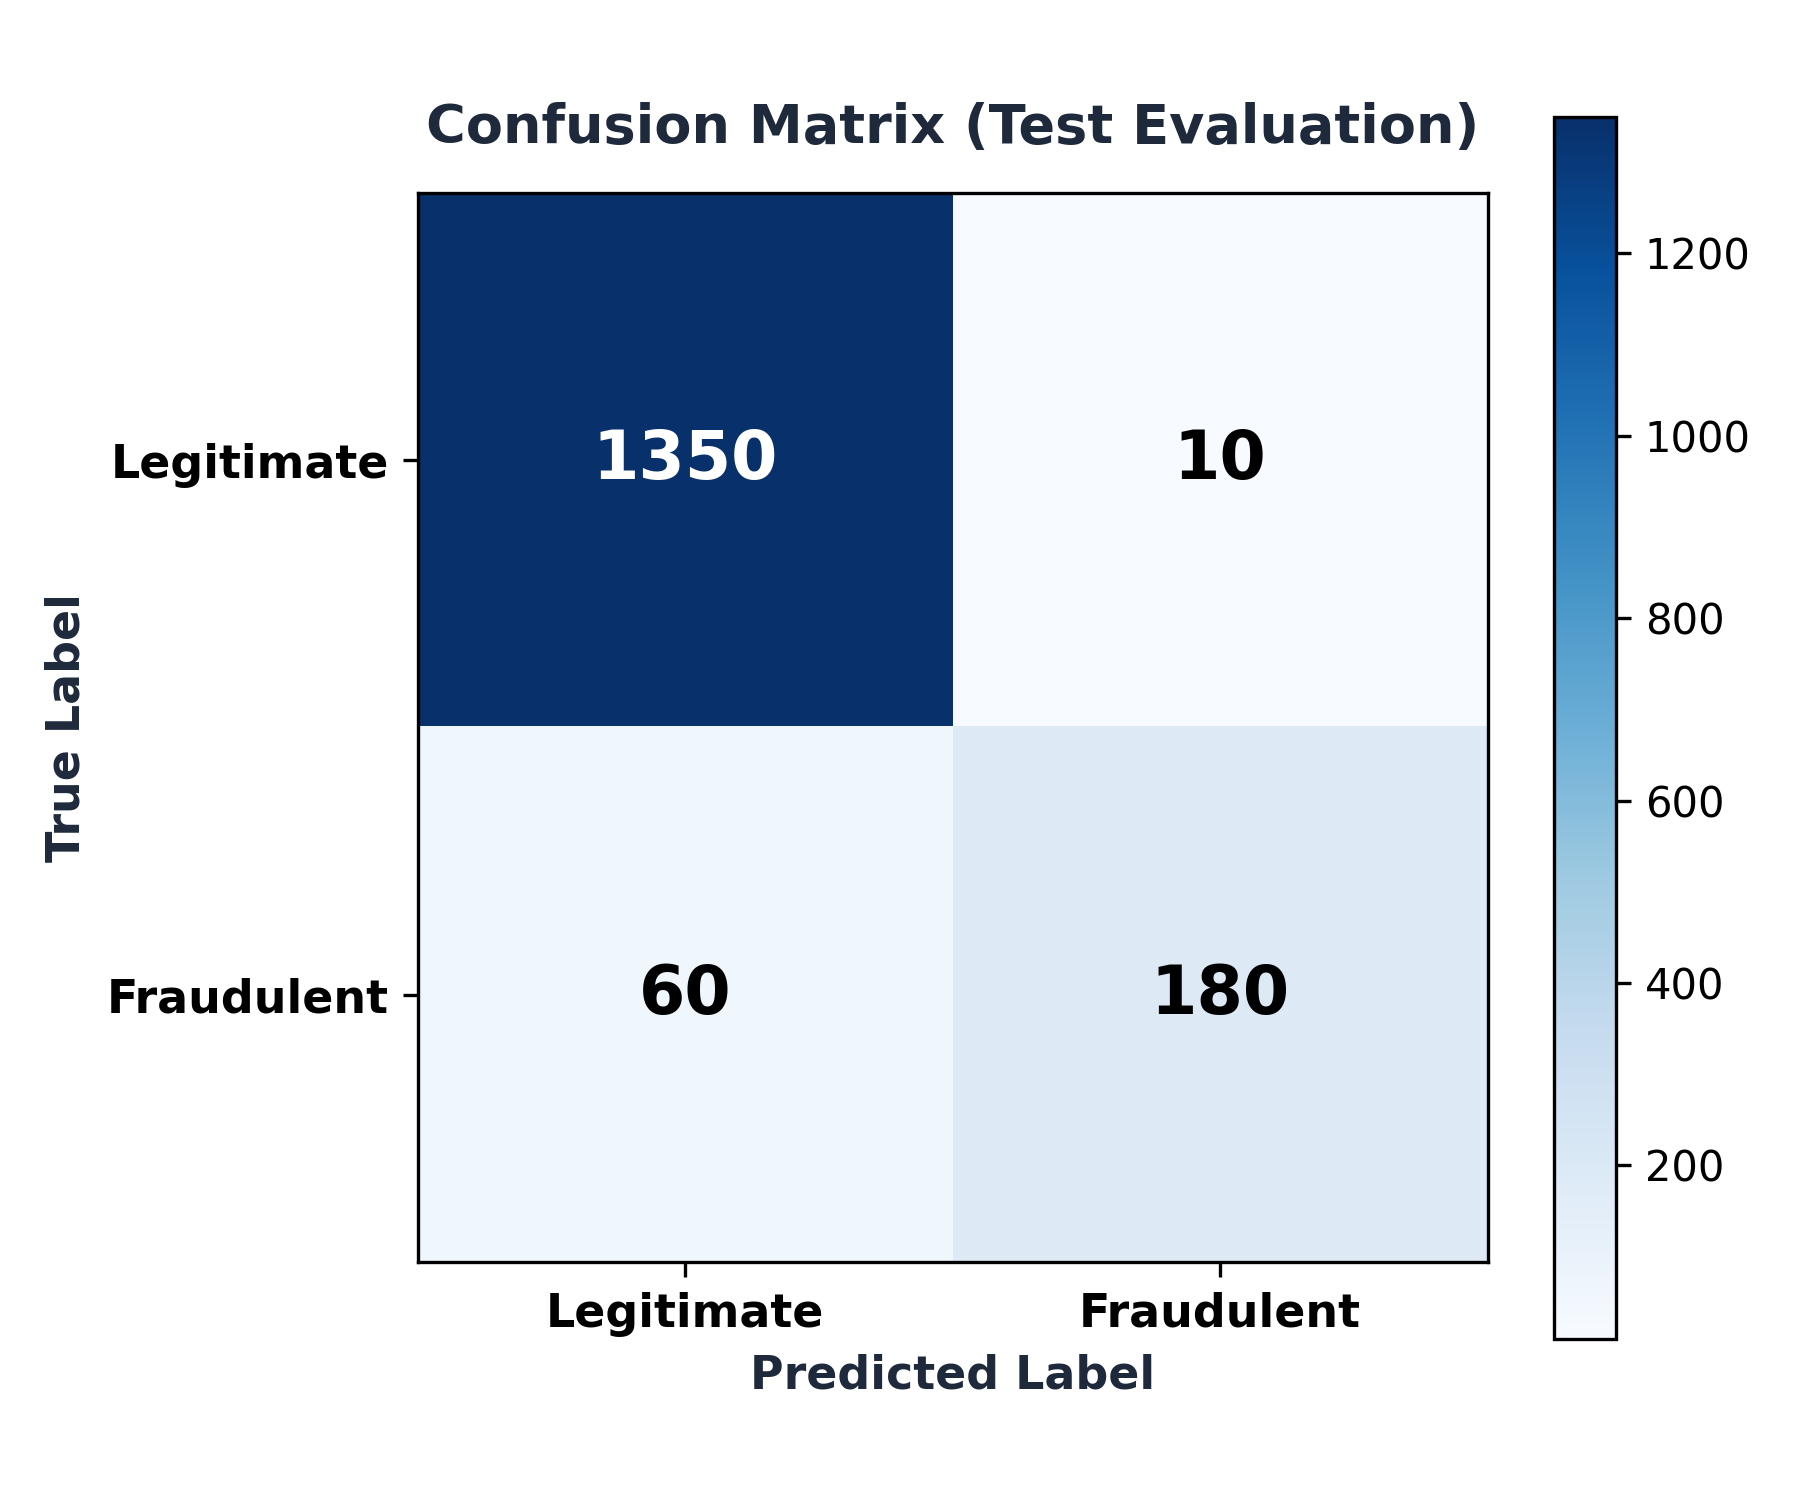 Confusion Matrix (Test Evaluation)
1200
1000
800
600
400
200
Legitimate
1350
10
Fraudulent
60
180
True Label
Legitimate
Fraudulent
Predicted Label